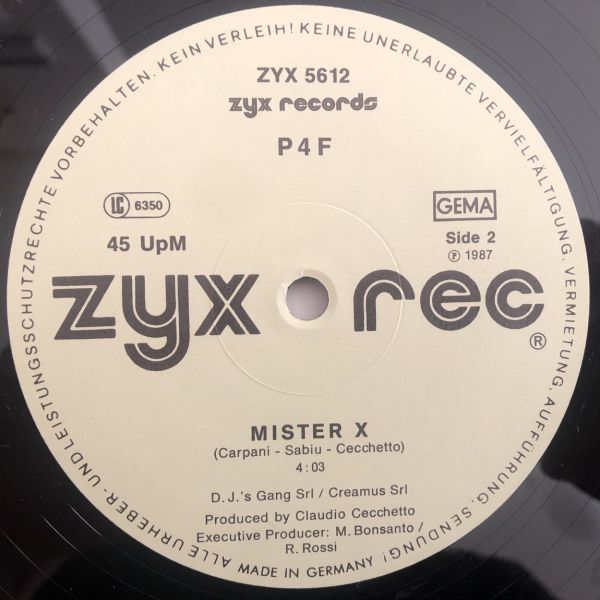 ALLE URHEBER- UND LEISTUNGSSCHUTZRECHTE VORBEHALTEN. KEIN VERLEIH! KEINE UNERLAUBTE VERVIELFÄLTIGUNG, VERMIETUNG, AUFFÜHRUNG, SENDUNG!
ZYX 5612
zyx records
P4F
LC 6350
GEMA
45 UpM
Side 2
℗ 1987
zyx rec
®
MISTER X
(Carpani - Sabiu - Cecchetto)
4:03
D.J.'s Gang Srl / Creamus Srl
Produced by Claudio Cecchetto
Executive Producer: M. Bonsanto /
R. Rossi
MADE IN GERMANY